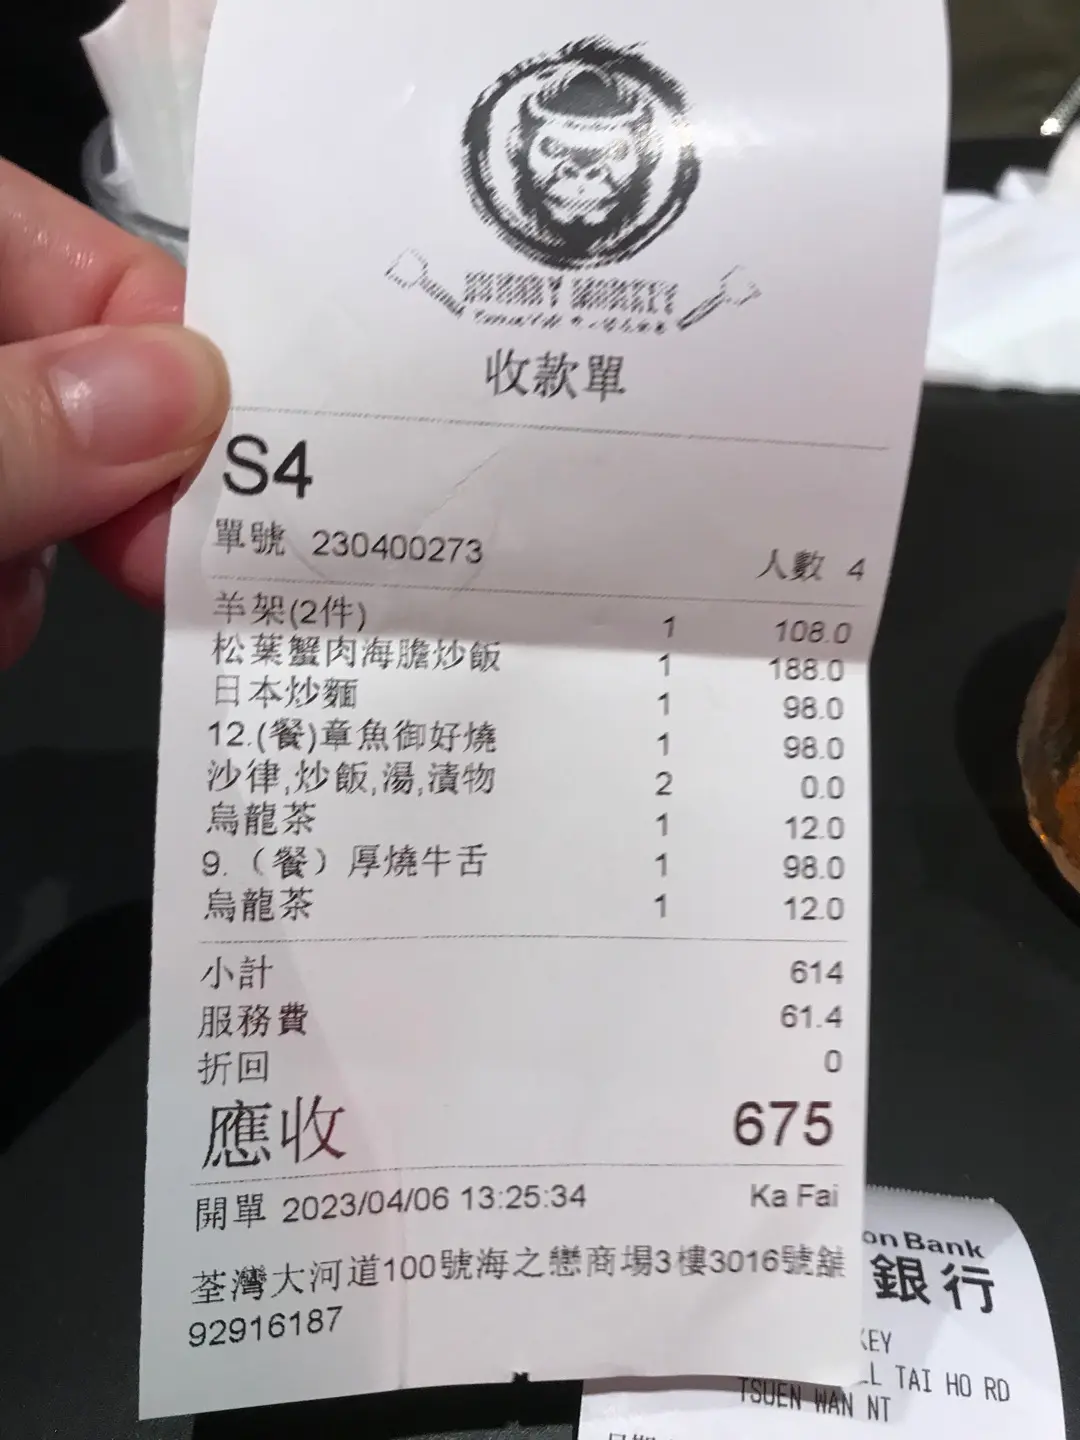 收款單
S4
單號 230400273 人數 4
羊架(2件) 1 108.0
松葉蟹肉海膽炒飯 1 188.0
日本炒麵 1 98.0
12.(餐)章魚御好燒 1 98.0
沙律,炒飯,湯,漬物 2 0.0
烏龍茶 1 12.0
9.（餐）厚燒牛舌 1 98.0
烏龍茶 1 12.0
小計 614
服務費 61.4
折回 0
應收 675
開單 2023/04/06 13:25:34 Ka Fai
荃灣大河道100號海之戀商場3樓3016號舖
92916187
on Bank
銀行
KEY
LL TAI HO RD
TSUEN WAN NT